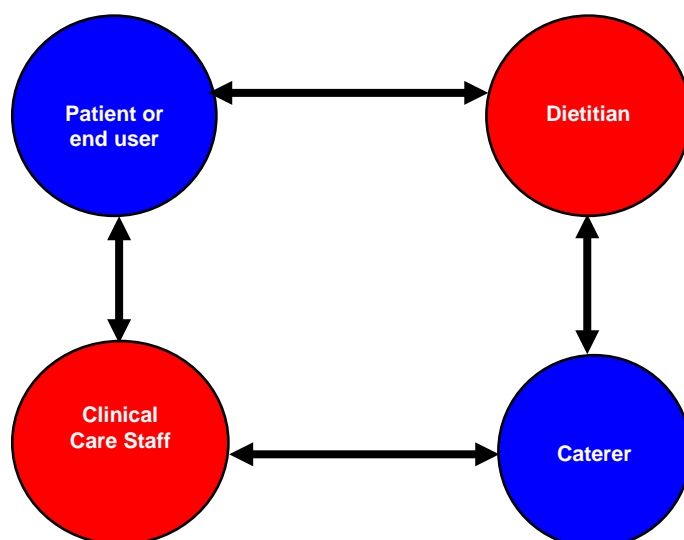 Patient or
end user
Dietitian
Clinical
Care Staff
Caterer